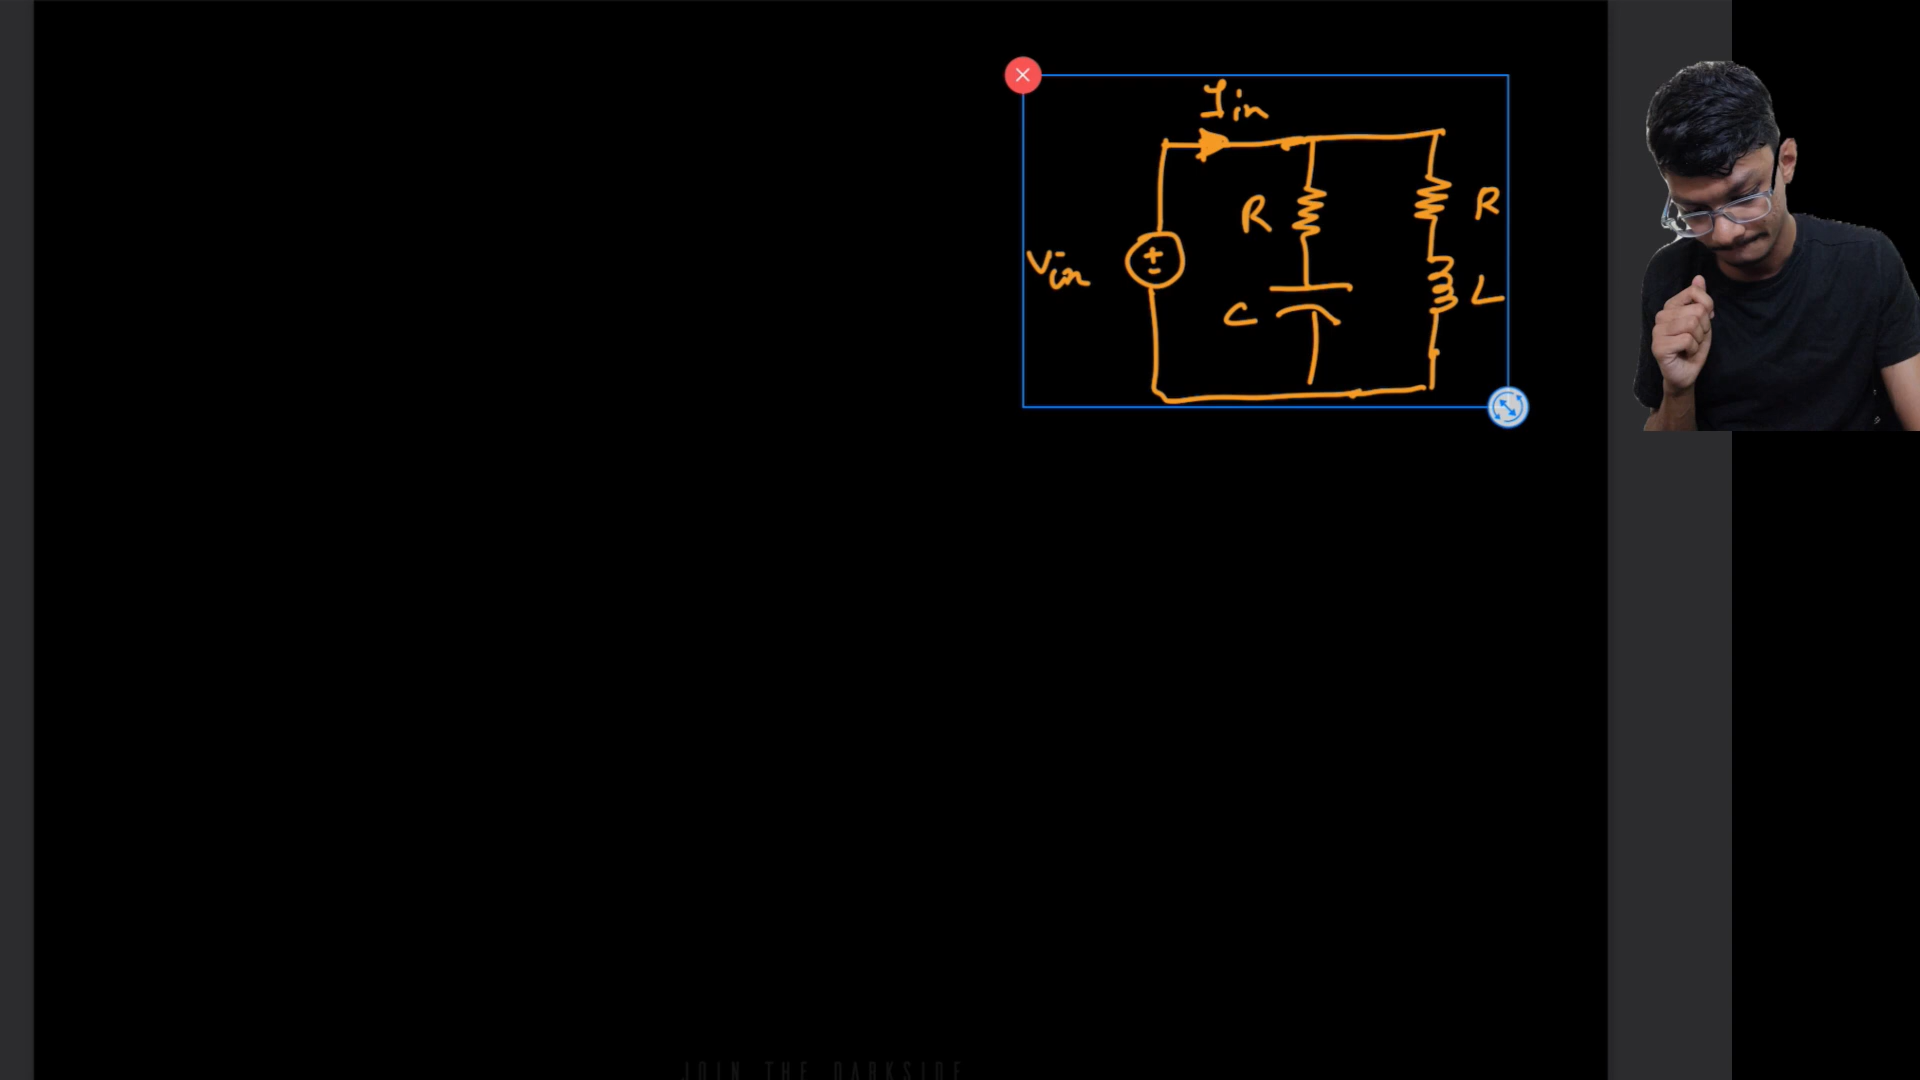 Iin
R
R
+
-
Vin
C
L
JOIN THE DARKSIDE